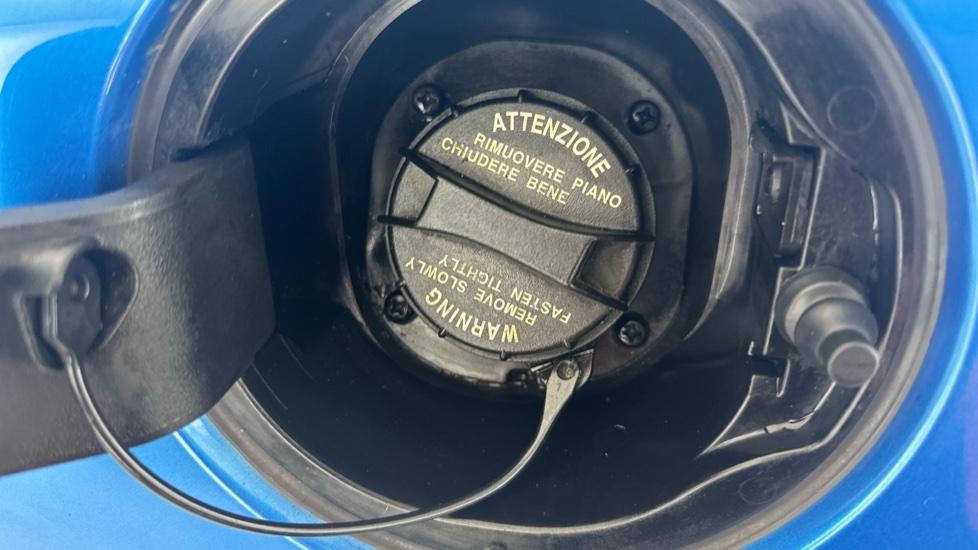 ATTENZIONE
RIMUOVERE PIANO
CHIUDERE BENE
WARNING
REMOVE SLOWLY
FASTEN TIGHTLY